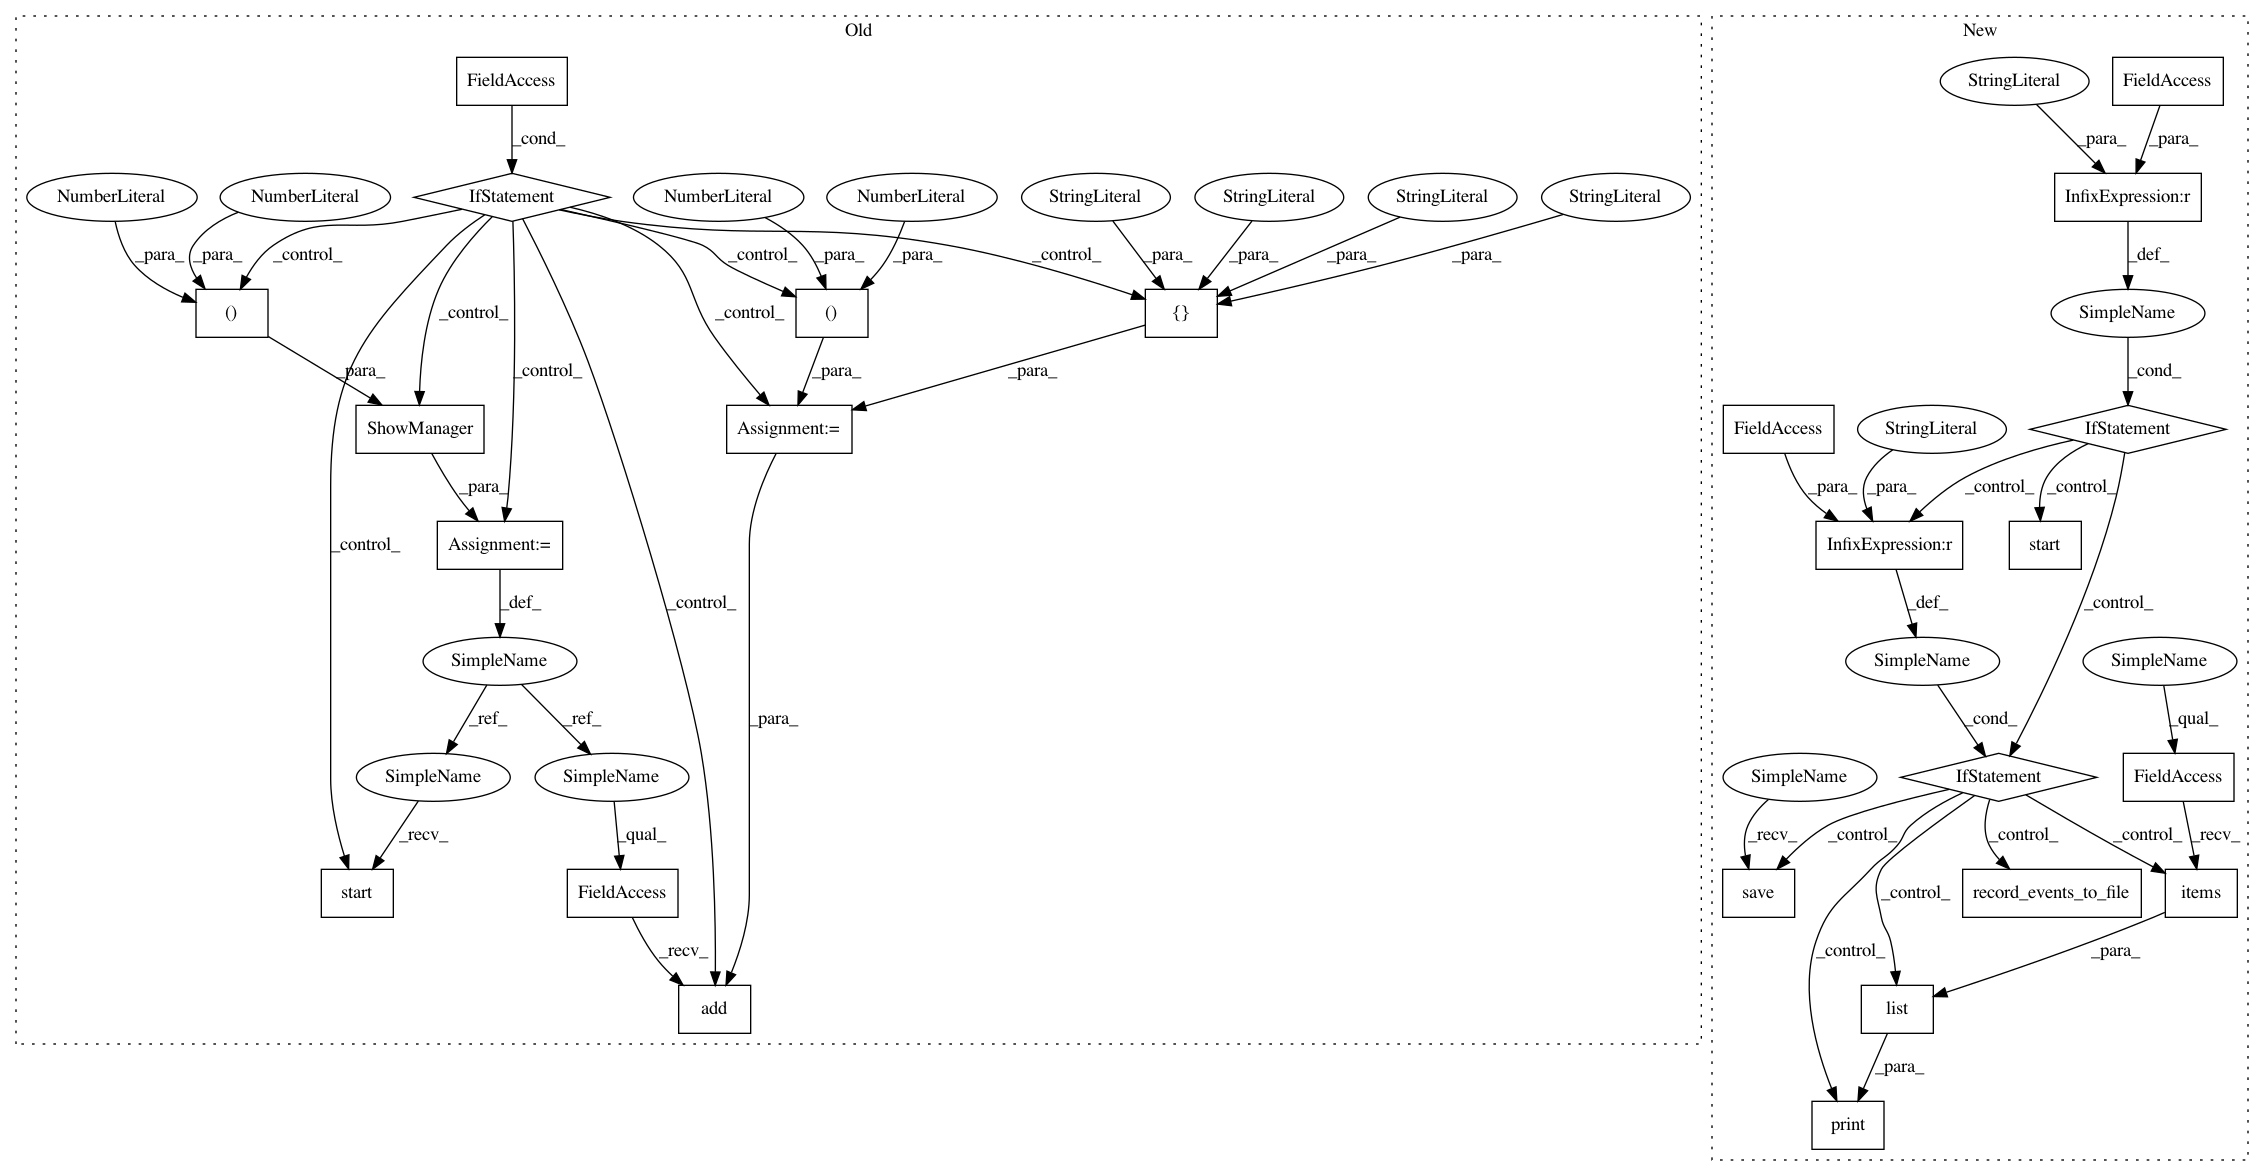 Old
New
FieldAccess
StringLiteral
FieldAccess
_cond_
_para_
_para_
NumberLiteral
NumberLiteral
IfStatement
NumberLiteral
NumberLiteral
StringLiteral
StringLiteral
StringLiteral
StringLiteral
InfixExpression:r
_para_
_para_
_control_
_control_
_para_
_para_
_control_
_para_
_para_
_para_
_para_
_def_
()
_control_
_control_
()
{}
SimpleName
_para_
_control_
_para_
_para_
_cond_
ShowManager
Assignment:=
FieldAccess
StringLiteral
IfStatement
_para_
_para_
_para_
_control_
_control_
_control_
Assignment:=
InfixExpression:r
start
_def_
_control_
_def_
_control_
SimpleName
SimpleName
SimpleName
_ref_
_ref_
_para_
_cond_
_qual_
SimpleName
SimpleName
SimpleName
IfStatement
FieldAccess
_recv_
_qual_
_recv_
_control_
_control_
_control_
_recv_
start
FieldAccess
save
_control_
record_events_to_file
items
_recv_
_control_
_para_
add
list
_para_
print